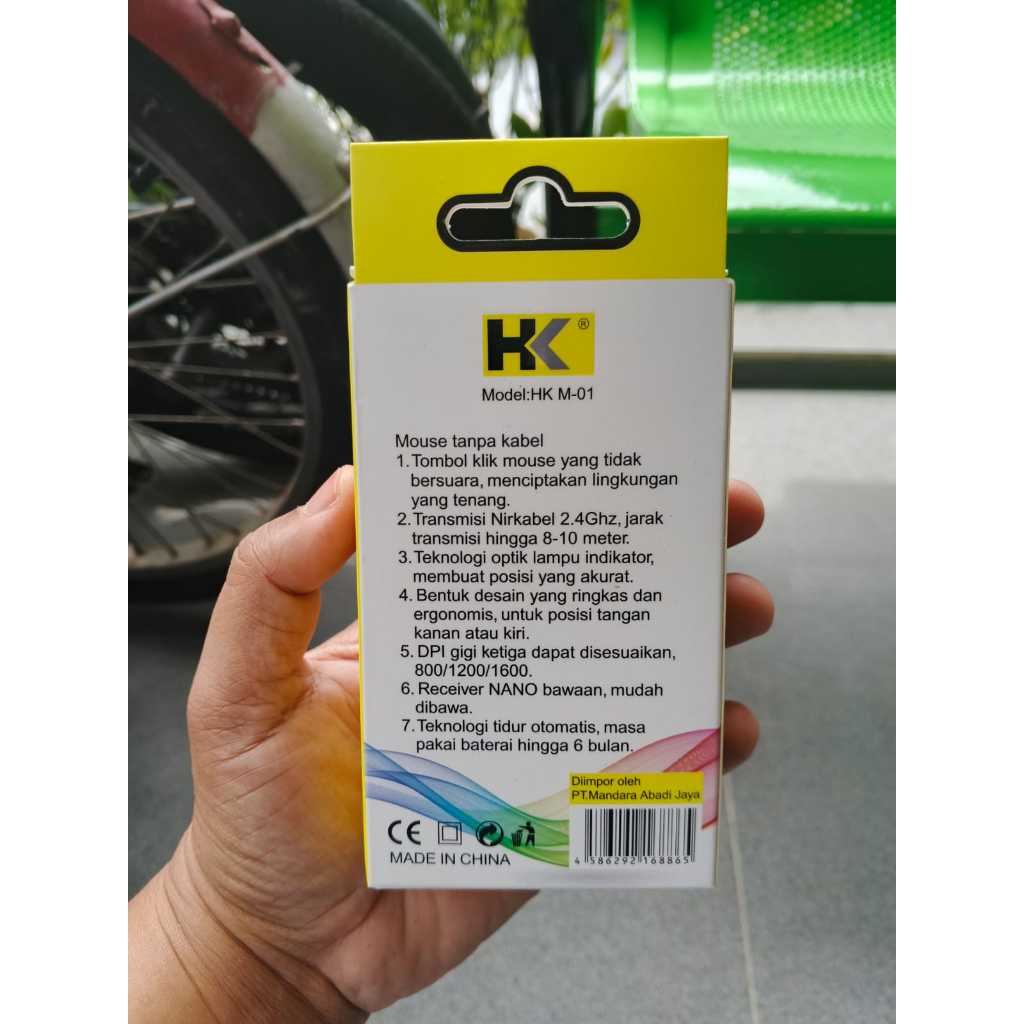 HK®
Model:HK M-01
Mouse tanpa kabel
1. Tombol klik mouse yang tidak
bersuara, menciptakan lingkungan
yang tenang.
2. Transmisi Nirkabel 2.4Ghz, jarak
transmisi hingga 8-10 meter.
3. Teknologi optik lampu indikator,
membuat posisi yang akurat.
4. Bentuk desain yang ringkas dan
ergonomis, untuk posisi tangan
kanan atau kiri.
5. DPI gigi ketiga dapat disesuaikan,
800/1200/1600.
6. Receiver NANO bawaan, mudah
dibawa.
7. Teknologi tidur otomatis, masa
pakai baterai hingga 6 bulan.
Diimpor oleh
PT.Mandara Abadi Jaya
CE
MADE IN CHINA
4 586292 168865